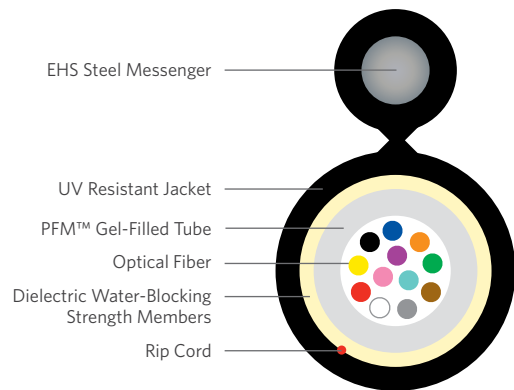 EHS Steel Messenger
UV Resistant Jacket
PFM™ Gel-Filled Tube
Optical Fiber
Dielectric Water-Blocking
Strength Members
Rip Cord